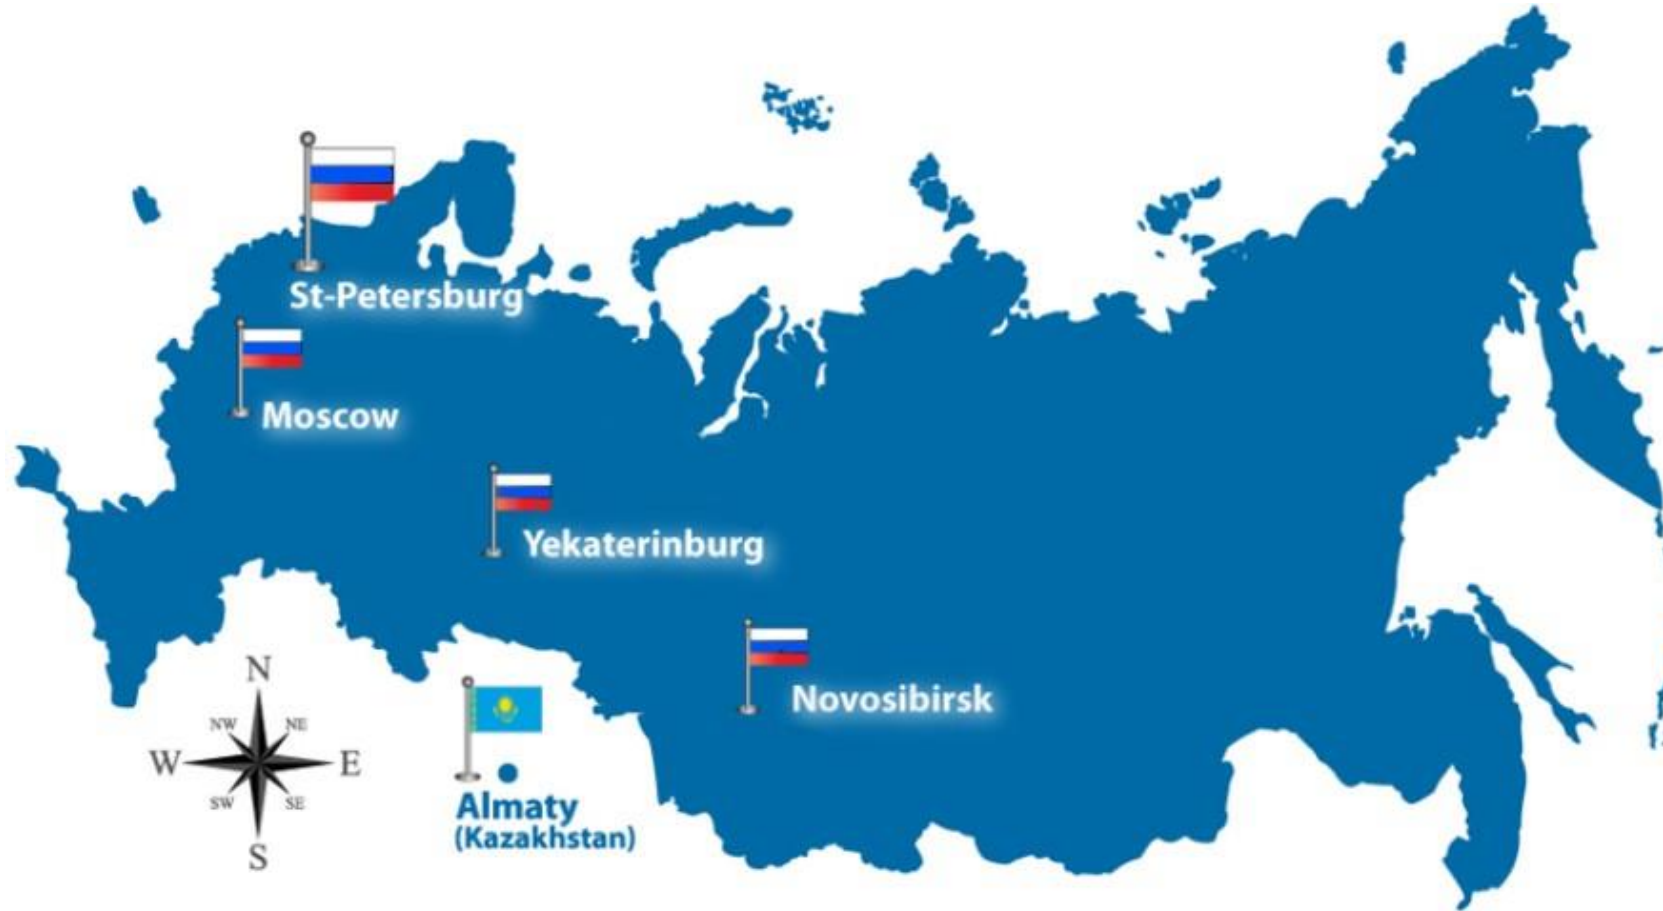 St-Petersburg
Moscow
Yekaterinburg
Novosibirsk
N
NW NE
W E
SW SE
S
Almaty
(Kazakhstan)